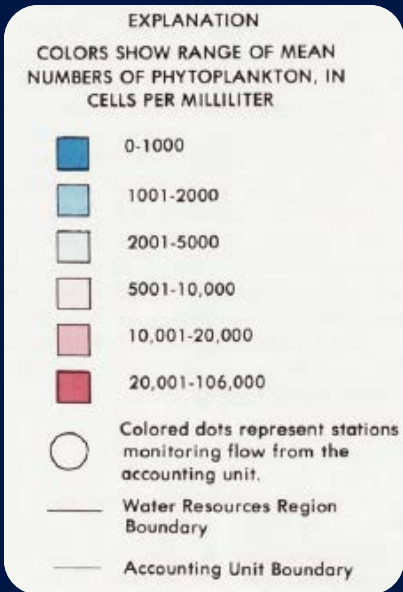 EXPLANATION
COLORS SHOW RANGE OF MEAN
NUMBERS OF PHYTOPLANKTON, IN
CELLS PER MILLILITER
0-1000
1001-2000
2001-5000
5001-10,000
10,001-20,000
20,001-106,000
Colored dots represent stations
monitoring flow from the
accounting unit.
Water Resources Region
Boundary
Accounting Unit Boundary